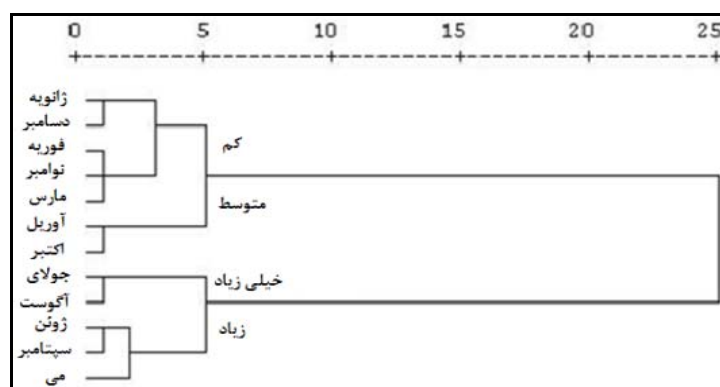 0 5 10 15 20 25
ژانویه
دسامبر
فوریه
نوامبر
مارس
آوریل
اکتبر
جولای
آگوست
ژوئن
سپتامبر
می
کم
متوسط
خیلی زیاد
زیاد